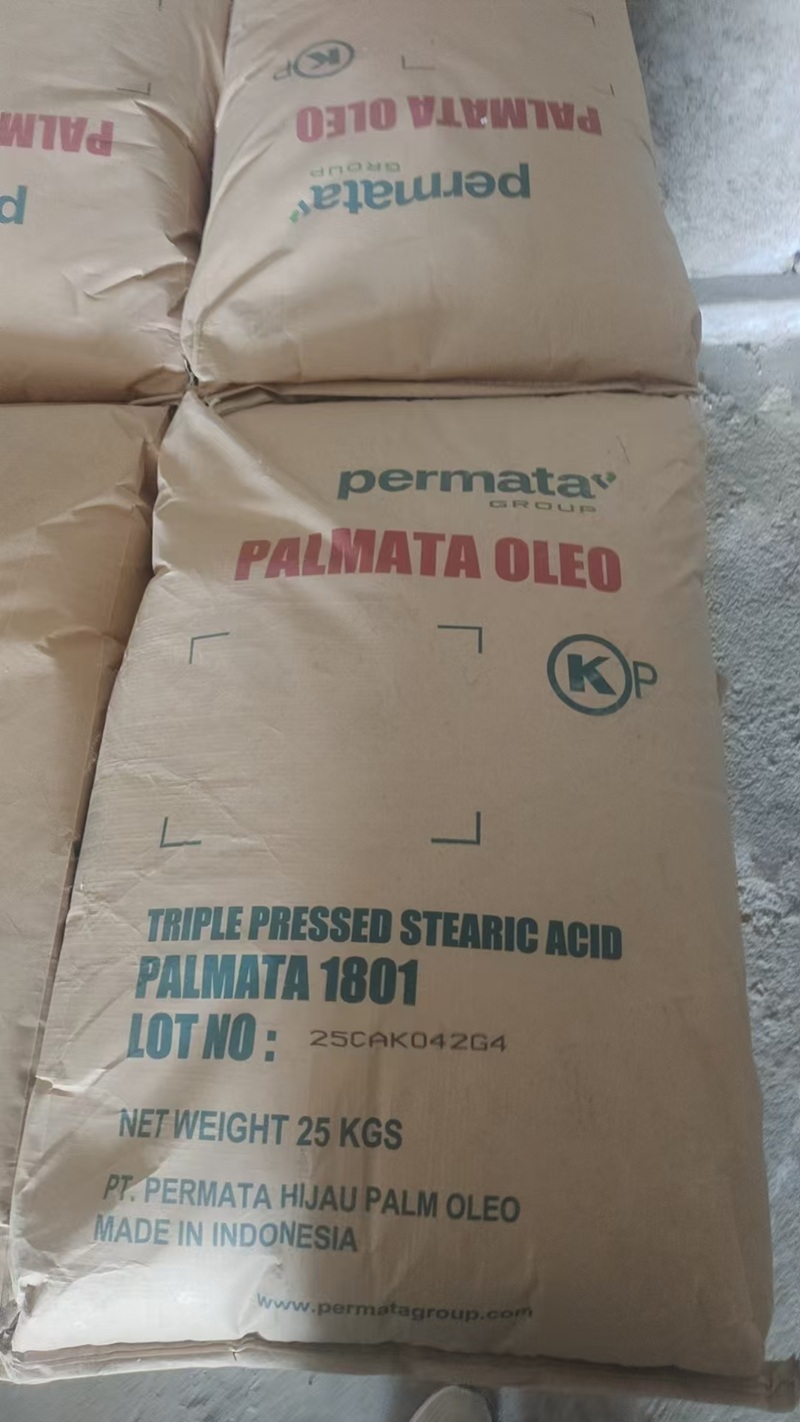 KP
PALMATA OLEO
permata
GROUP
PALM
p
permata
GROUP
PALMATA OLEO
KP
TRIPLE PRESSED STEARIC ACID
PALMATA 1801
LOT NO : 25CAK042G4
NET WEIGHT 25 KGS
PT. PERMATA HIJAU PALM OLEO
MADE IN INDONESIA
www.permatagroup.com